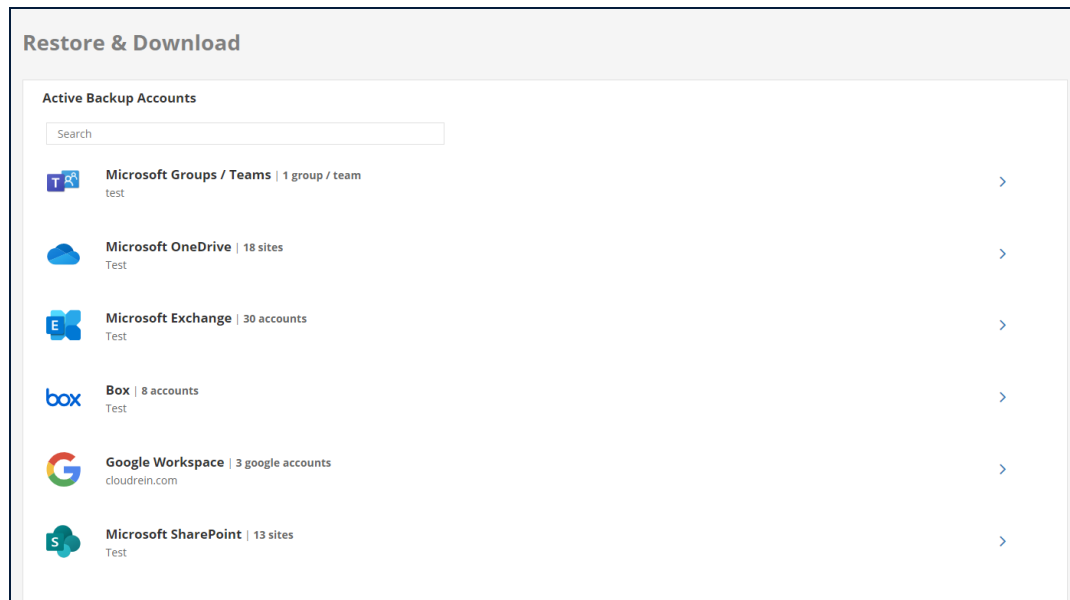 Restore & Download
Active Backup Accounts
Search
T
Microsoft Groups / Teams | 1 group / team
test
Microsoft OneDrive | 18 sites
Test
E
Microsoft Exchange | 30 accounts
Test
box
Box | 8 accounts
Test
Google Workspace | 3 google accounts
cloudrein.com
S
Microsoft SharePoint | 13 sites
Test